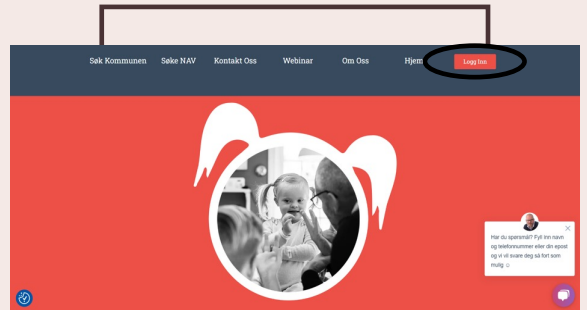 Søk Kommunen Søke NAV Kontakt Oss Webinar Om Oss Hjem Logg Inn
Har du spørsmål? Fyll inn navn
og telefonnummer eller din epost
og vi vil svare deg så fort som
mulig ☺